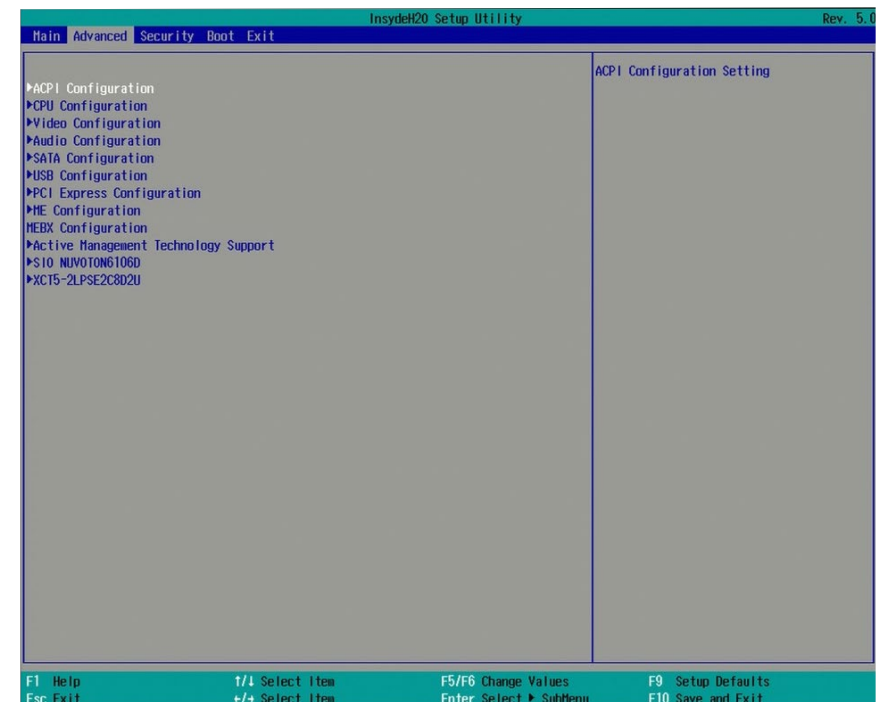 InsydeH20 Setup Utility Rev. 5.0
Main Advanced Security Boot Exit
ACPI Configuration Setting
▶ACPI Configuration
▶CPU Configuration
▶Video Configuration
▶Audio Configuration
▶SATA Configuration
▶USB Configuration
▶PCI Express Configuration
▶ME Configuration
MEBX Configuration
▶Active Management Technology Support
▶SIO NUVOTON6106D
▶XCT5-2LPSE2C8D2U
F1 Help ↑/↓ Select Item F5/F6 Change Values F9 Setup Defaults
Esc Exit ←/→ Select Item Enter Select ▶ SubMenu F10 Save and Exit